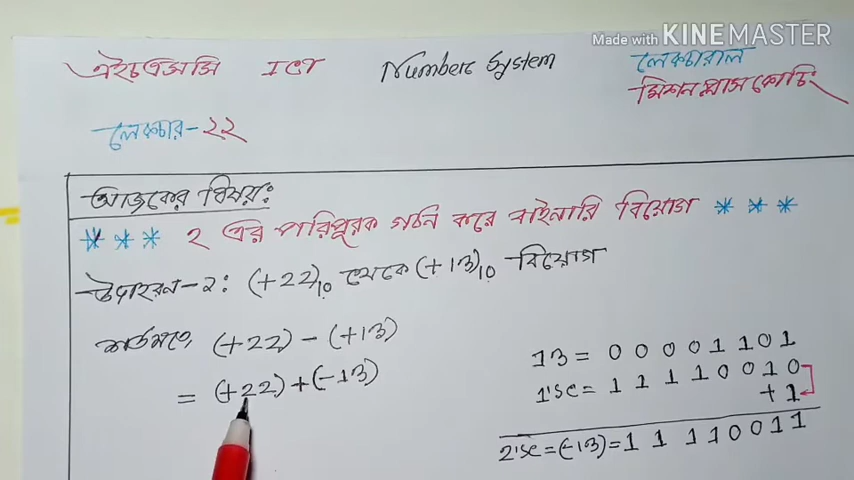 Made with KINEMASTER
এইচএসসি ICT Number System লেকচারাল
মিশন প্লাস কোচিং
লেকচার-২২
আজকের বিষয়:
* * * ২ এর পরিপূরক গঠন করে বাইনারি বিয়োগ * * *
উদাহরন-২: (+22)10 থেকে (+13)10 বিয়োগ
শর্তমতে, (+22) - (+13)
= (+22) + (-13)
13 = 0 0 0 0 1 1 0 1
1'sc = 1 1 1 1 0 0 1 0
+ 1
2'sc = (-13) = 1 1 1 1 0 0 1 1